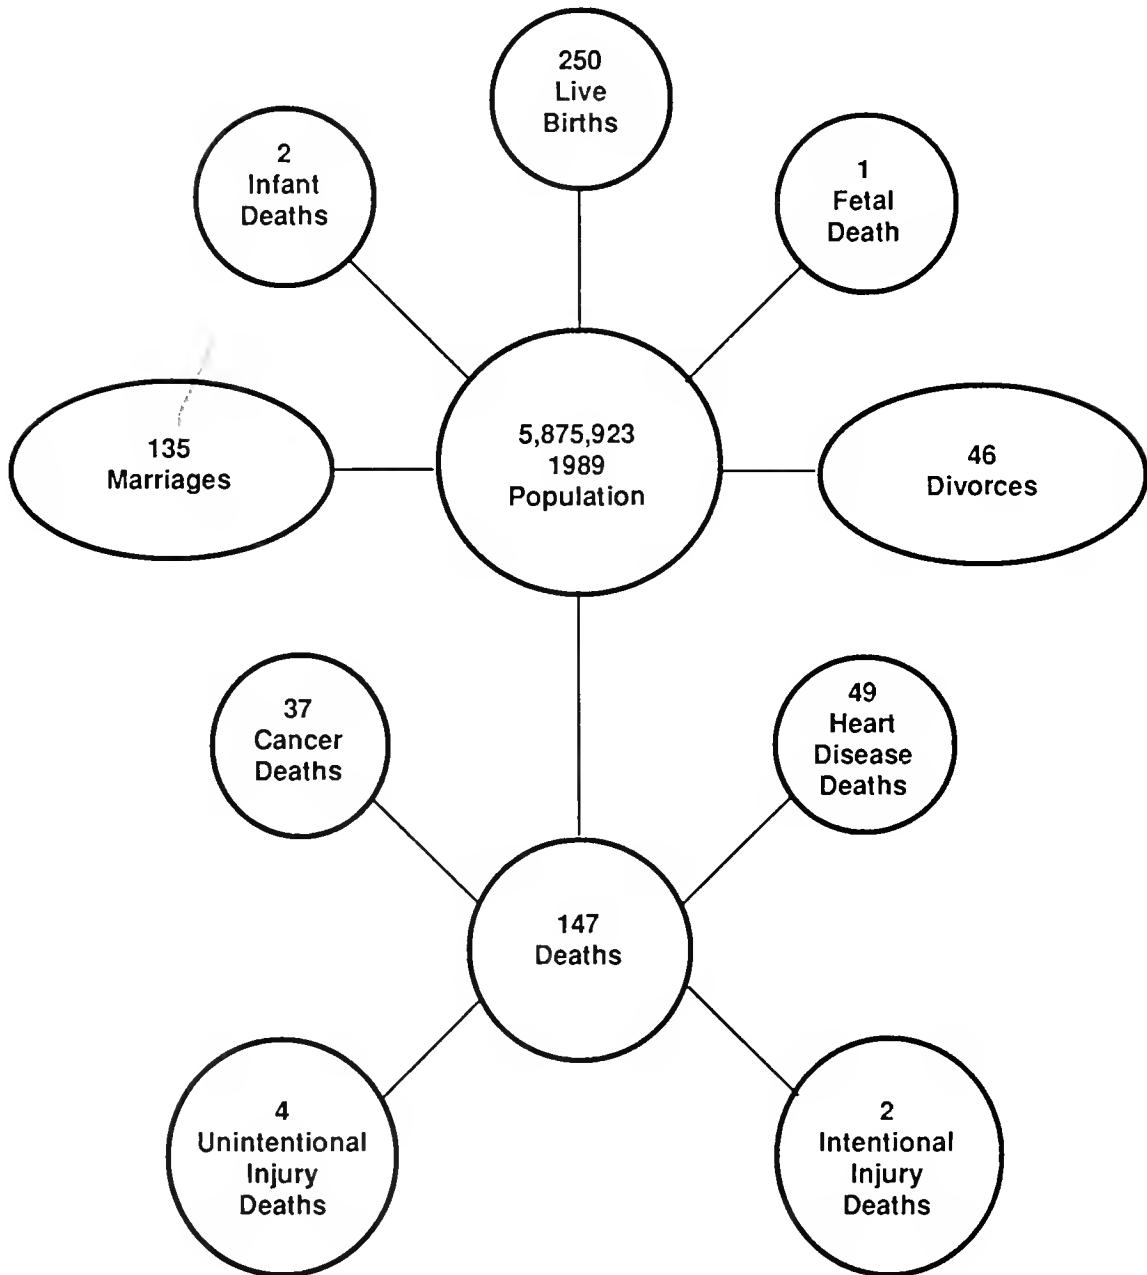 250
Live
Births
2
Infant
Deaths
1
Fetal
Death
135
Marriages
5,875,923
1989
Population
46
Divorces
37
Cancer
Deaths
49
Heart
Disease
Deaths
147
Deaths
4
Unintentional
Injury
Deaths
2
Intentional
Injury
Deaths